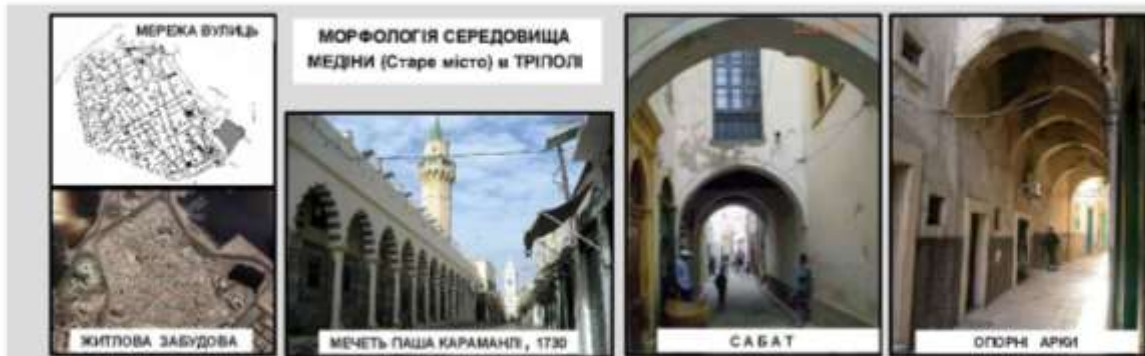 МЕРЕЖА ВУЛИЦЬ
МОРФОЛОГІЯ СЕРЕДОВИЩА
МЕДІНИ (Старе місто) в ТРІПОЛІ
ЖИТЛОВА ЗАБУДОВА
МЕЧЕТЬ ПАША КАРАМАНЛІ, 1730
САБАТ
ОПОРНІ АРКИ